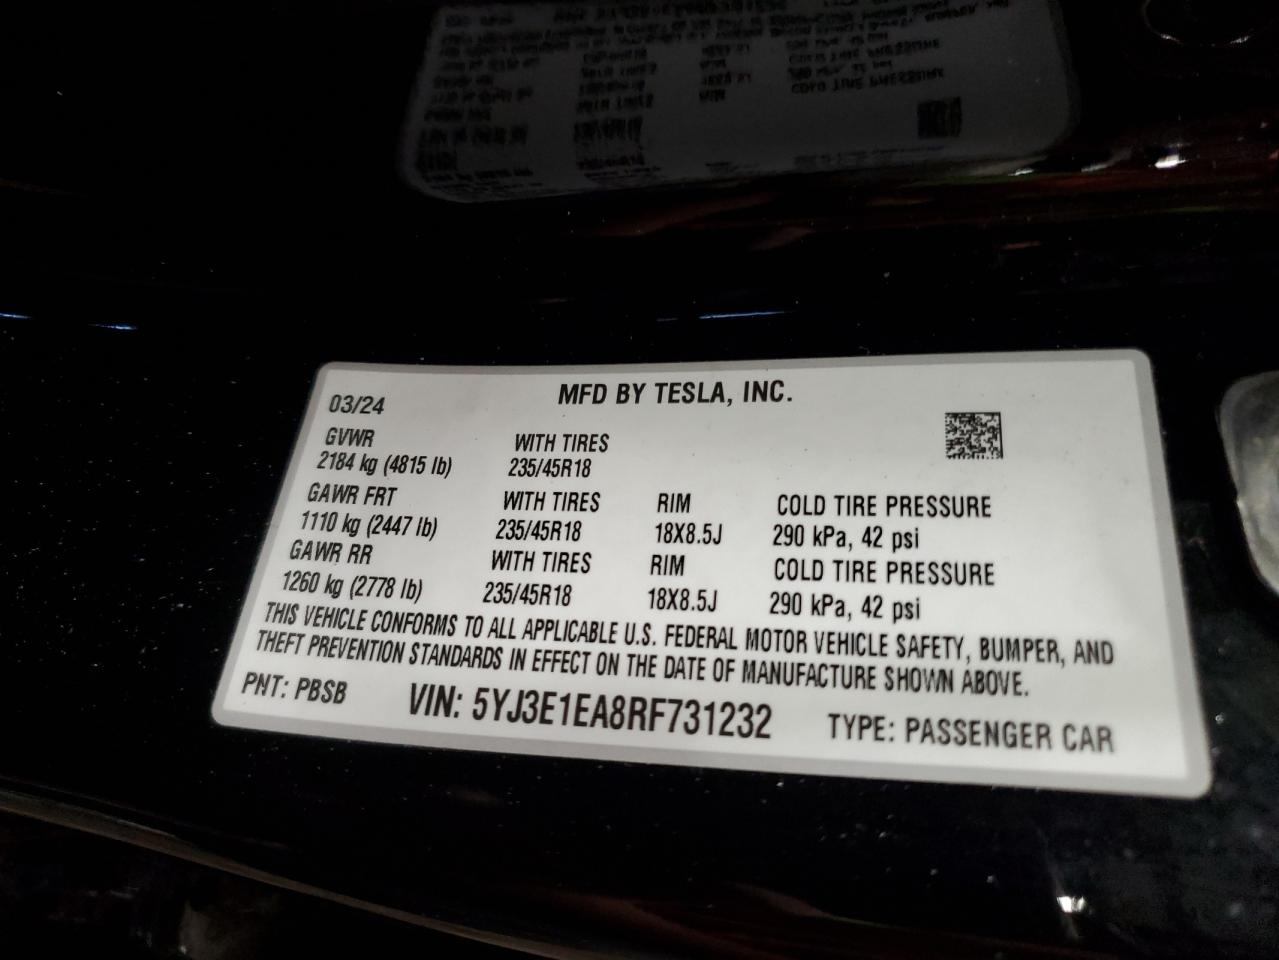 MFD BY TESLA, INC.
03/24
GVWR WITH TIRES
2184 kg (4815 lb) 235/45R18
GAWR FRT WITH TIRES RIM COLD TIRE PRESSURE
1110 kg (2447 lb) 235/45R18 18X8.5J 290 kPa, 42 psi
GAWR RR WITH TIRES RIM COLD TIRE PRESSURE
1260 kg (2778 lb) 235/45R18 18X8.5J 290 kPa, 42 psi
THIS VEHICLE CONFORMS TO ALL APPLICABLE U.S. FEDERAL MOTOR VEHICLE SAFETY, BUMPER, AND
THEFT PREVENTION STANDARDS IN EFFECT ON THE DATE OF MANUFACTURE SHOWN ABOVE.
PNT: PBSB VIN: 5YJ3E1EA8RF731232 TYPE: PASSENGER CAR